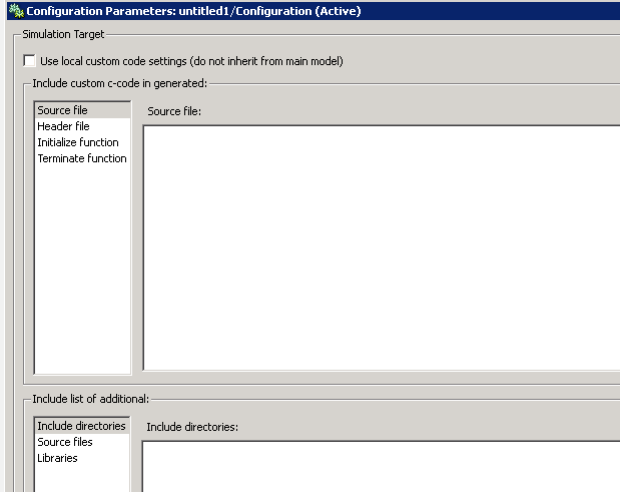 Configuration Parameters: untitled1/Configuration (Active)
Simulation Target
Use local custom code settings (do not inherit from main model)
Include custom c-code in generated:
Source file
Source file:
Header file
Initialize function
Terminate function
Include list of additional:
Include directories
Include directories:
Source files
Libraries